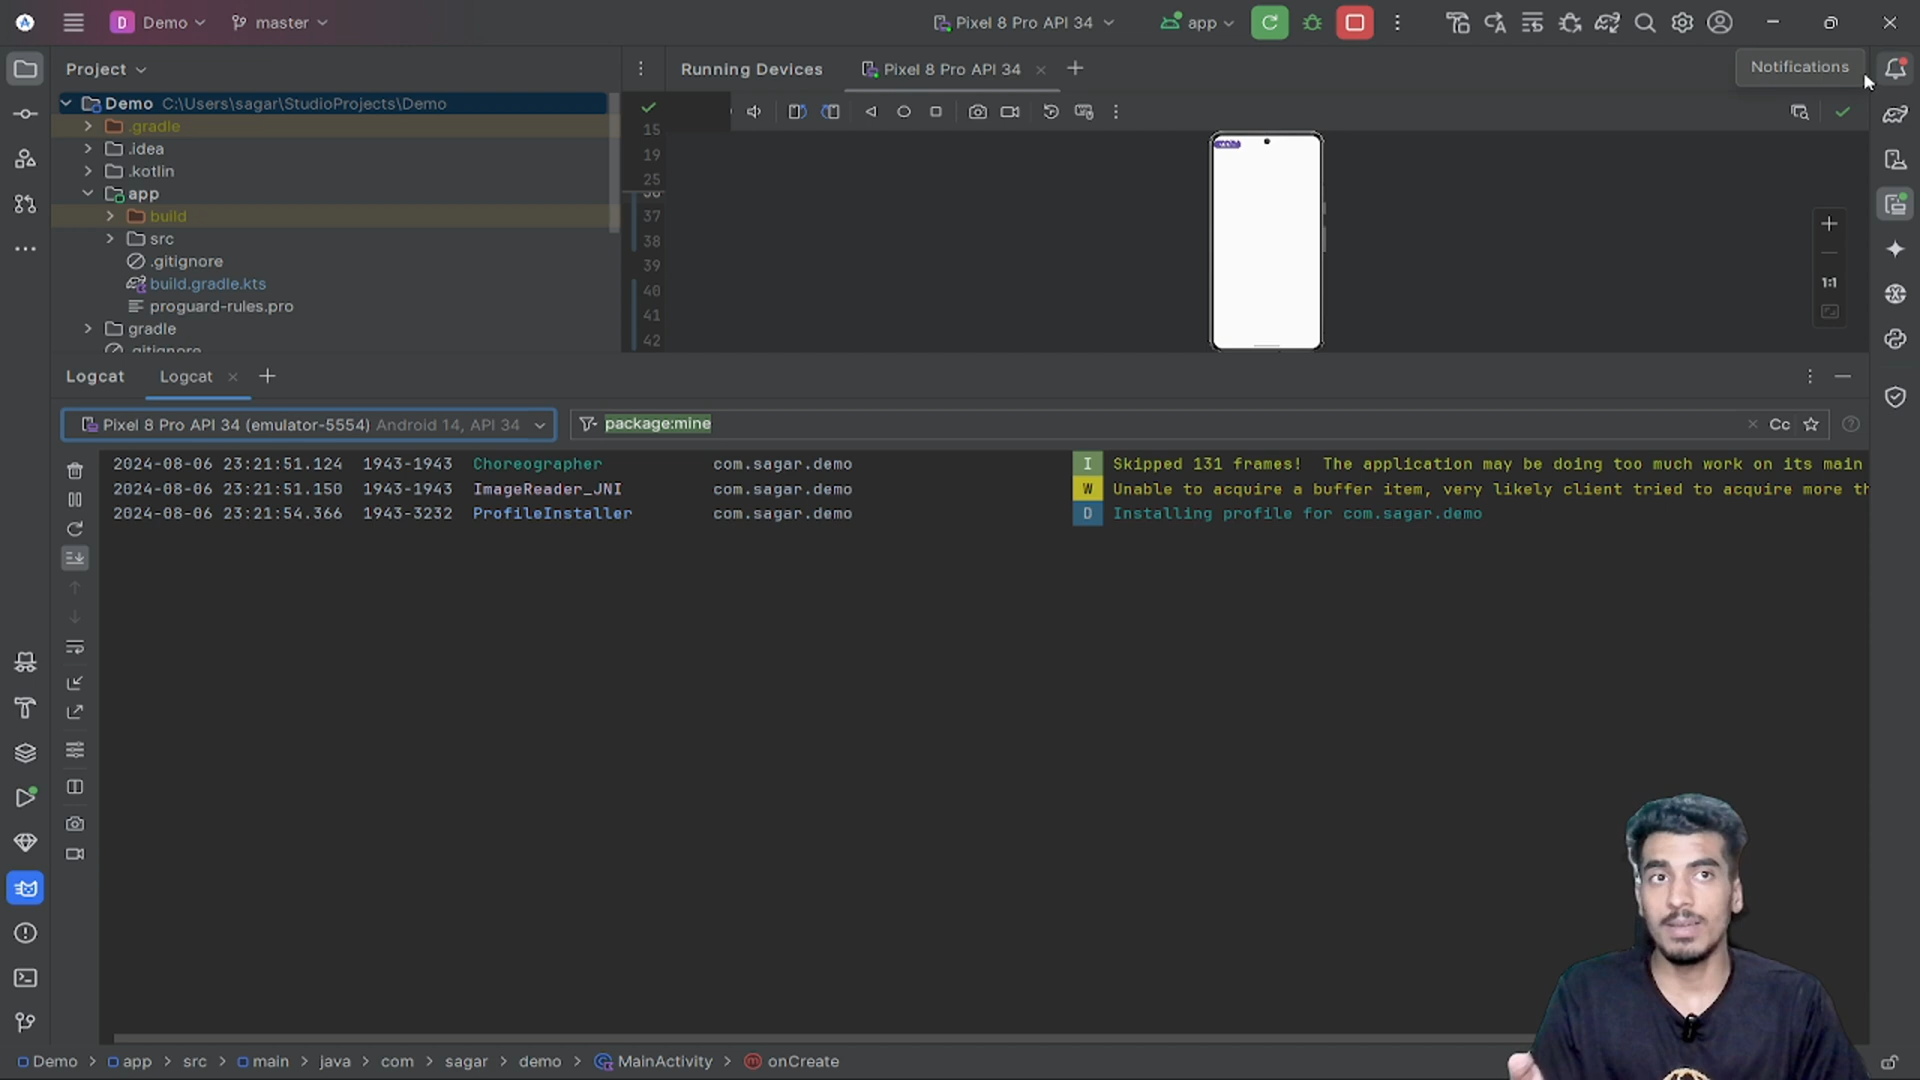 D Demo master Pixel 8 Pro API 34 app
Project Running Devices Pixel 8 Pro API 34 Notifications
Demo C:\Users\sagar\StudioProjects\Demo
.gradle
.idea
.kotlin
app
build
src
.gitignore
build.gradle.kts
proguard-rules.pro
gradle
.gitignore
15
19
25
36
37
38
39
40
41
42
1:1
Logcat Logcat
Pixel 8 Pro API 34 (emulator-5554) Android 14, API 34 package:mine Cc
2024-08-06 23:21:51.124 1943-1943 Choreographer com.sagar.demo I Skipped 131 frames! The application may be doing too much work on its main
2024-08-06 23:21:51.150 1943-1943 ImageReader_JNI com.sagar.demo W Unable to acquire a buffer item, very likely client tried to acquire more th
2024-08-06 23:21:54.366 1943-3232 ProfileInstaller com.sagar.demo D Installing profile for com.sagar.demo
Demo > app > src > main > java > com > sagar > demo > MainActivity > onCreate